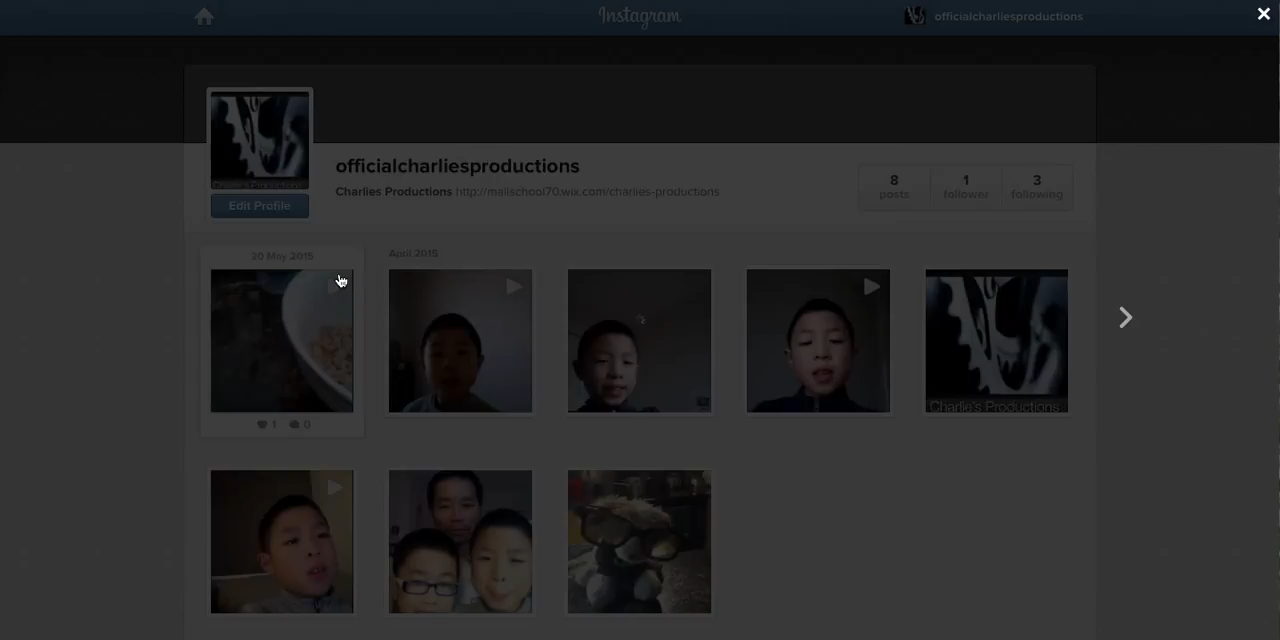 Instagram
officialcharliesproductions
officialcharliesproductions
Charlies Productions http://mallschool70.wix.com/charlies-productions
8 posts
1 follower
3 following
Edit Profile
20 May 2015
April 2015
Charlie's Productions
1 0